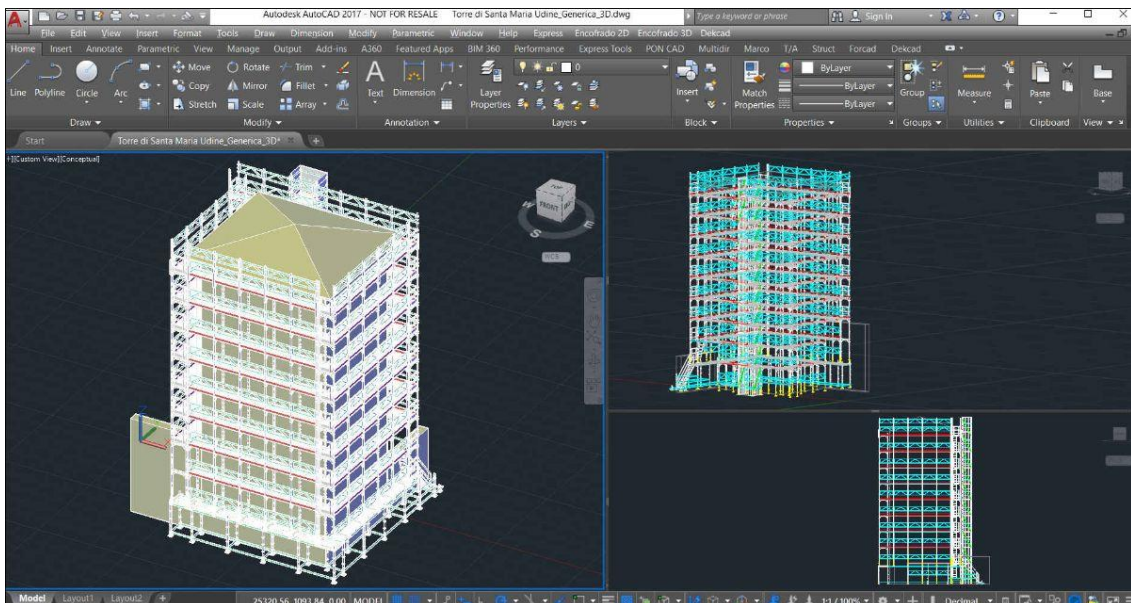 Autodesk AutoCAD 2017 - NOT FOR RESALE Torre di Santa Maria Udine_Generica_3D.dwg
Type a keyword or phrase
Sign In
File Edit View Insert Format Tools Draw Dimension Modify Parametric Window Help Express Encofrado 2D Encofrado 3D Dekcad
Home Insert Annotate Parametric View Manage Output Add-ins A360 Featured Apps BIM 360 Performance Express Tools PON CAD Multidir Marco T/A Struct Forcad Dekcad
Move Rotate Trim
Copy Mirror Fillet
Stretch Scale Array
Line Polyline Circle Arc
Text Dimension
Layer Properties
0
Insert
Match Properties
ByLayer
ByLayer
ByLayer
Group
Measure
Paste
Base
Draw Modify Annotation Layers Block Properties Groups Utilities Clipboard View
Start Torre di Santa Maria Udine_Generica_3D*
[Custom View][Conceptual]
TOP
FRONT
S
E
WCS
Model Layout1 Layout2 +
25320.56, 1093.84, 0.00 MODEL
1:1 / 100%
Decimal